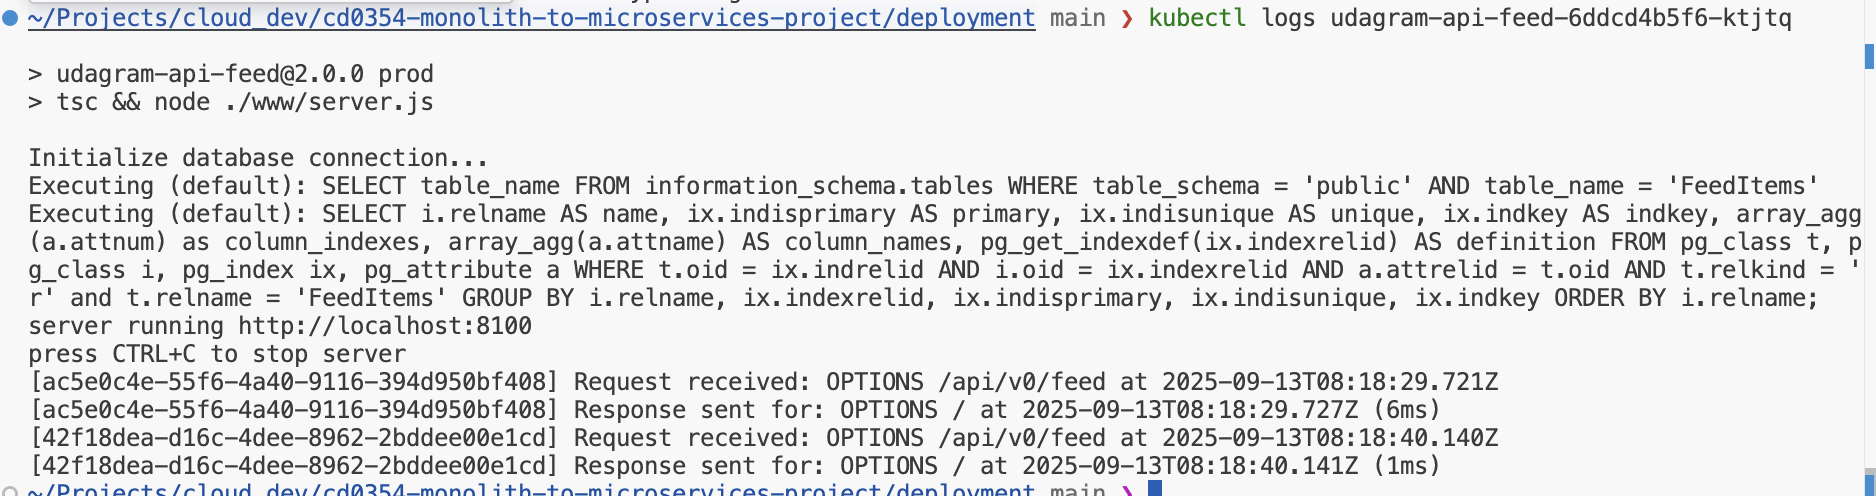 ~/Projects/cloud_dev/cd0354-monolith-to-microservices-project/deployment main ❯ kubectl logs udagram-api-feed-6ddcd4b5f6-ktjtq
> udagram-api-feed@2.0.0 prod
> tsc && node ./www/server.js
Initialize database connection...
Executing (default): SELECT table_name FROM information_schema.tables WHERE table_schema = 'public' AND table_name = 'FeedItems'
Executing (default): SELECT i.relname AS name, ix.indisprimary AS primary, ix.indisunique AS unique, ix.indkey AS indkey, array_agg
(a.attnum) as column_indexes, array_agg(a.attname) AS column_names, pg_get_indexdef(ix.indexrelid) AS definition FROM pg_class t, p
g_class i, pg_index ix, pg_attribute a WHERE t.oid = ix.indrelid AND i.oid = ix.indexrelid AND a.attrelid = t.oid AND t.relkind = '
r' and t.relname = 'FeedItems' GROUP BY i.relname, ix.indexrelid, ix.indisprimary, ix.indisunique, ix.indkey ORDER BY i.relname;
server running http://localhost:8100
press CTRL+C to stop server
[ac5e0c4e-55f6-4a40-9116-394d950bf408] Request received: OPTIONS /api/v0/feed at 2025-09-13T08:18:29.721Z
[ac5e0c4e-55f6-4a40-9116-394d950bf408] Response sent for: OPTIONS / at 2025-09-13T08:18:29.727Z (6ms)
[42f18dea-d16c-4dee-8962-2bddee00e1cd] Request received: OPTIONS /api/v0/feed at 2025-09-13T08:18:40.140Z
[42f18dea-d16c-4dee-8962-2bddee00e1cd] Response sent for: OPTIONS / at 2025-09-13T08:18:40.141Z (1ms)
~/Projects/cloud_dev/cd0354-monolith-to-microservices-project/deployment main ❯